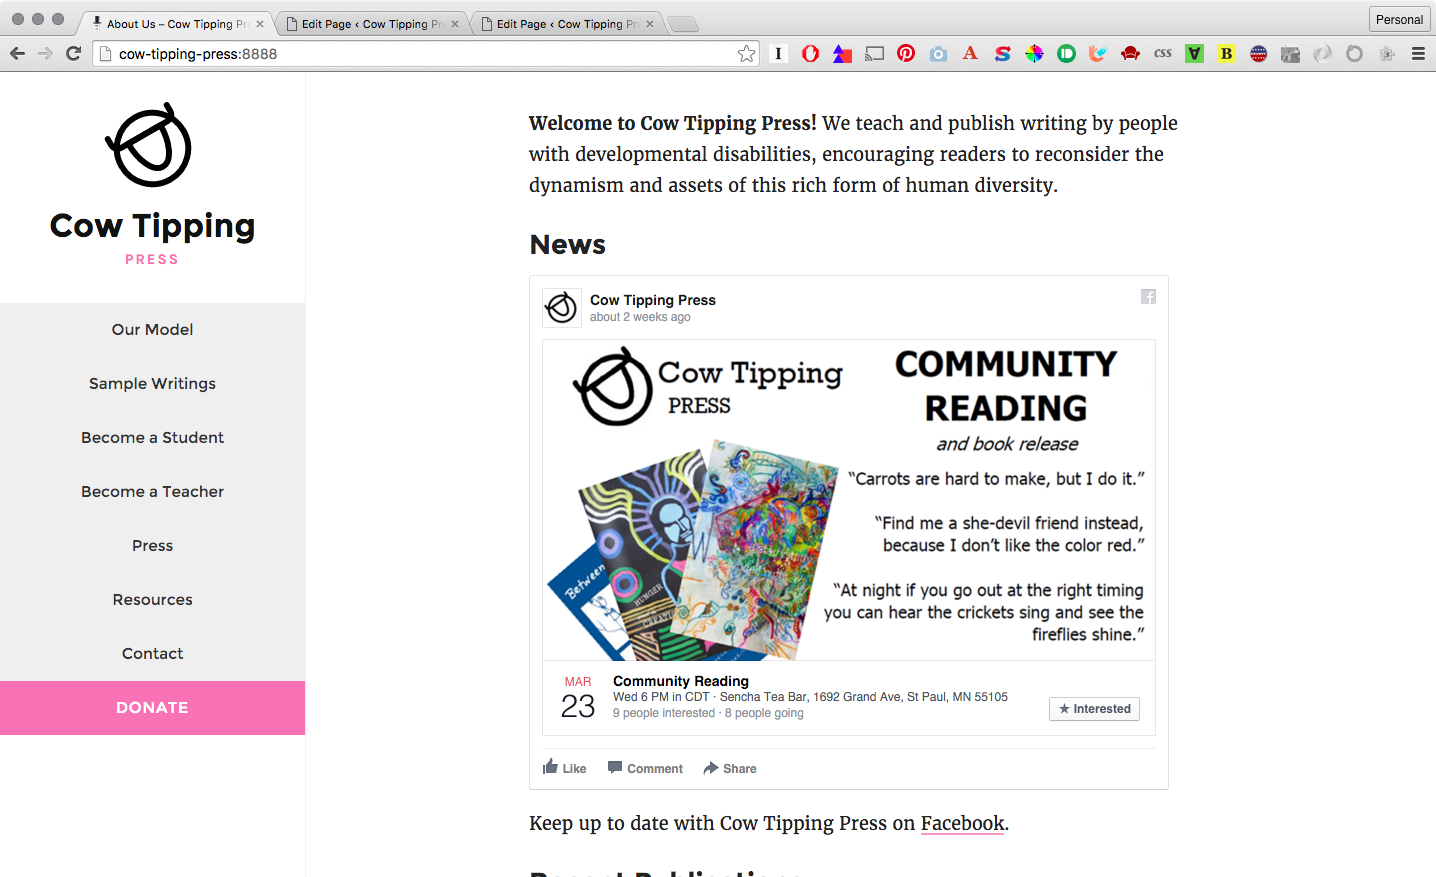 About Us – Cow Tipping Pr
Edit Page ‹ Cow Tipping Pr
Edit Page ‹ Cow Tipping Pr
Personal
cow-tipping-press:8888
CSS
Cow Tipping
PRESS
Our Model
Sample Writings
Become a Student
Become a Teacher
Press
Resources
Contact
DONATE
Welcome to Cow Tipping Press! We teach and publish writing by people
with developmental disabilities, encouraging readers to reconsider the
dynamism and assets of this rich form of human diversity.
News
Cow Tipping Press
about 2 weeks ago
Cow Tipping
PRESS
COMMUNITY
READING
and book release
“Carrots are hard to make, but I do it.”
“Find me a she-devil friend instead,
because I don’t like the color red.”
“At night if you go out at the right timing
you can hear the crickets sing and see the
fireflies shine.”
Between
HUNGER
MAR
23
Community Reading
Wed 6 PM in CDT · Sencha Tea Bar, 1692 Grand Ave, St Paul, MN 55105
9 people interested · 8 people going
Interested
Like
Comment
Share
Keep up to date with Cow Tipping Press on Facebook.
Recent Publications